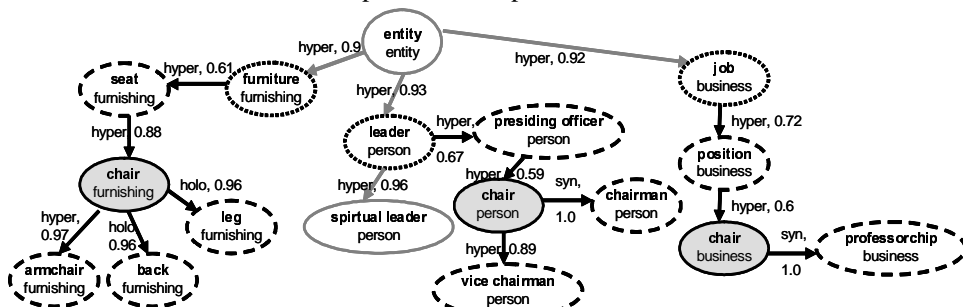 entity
entity
hyper, 0.9
hyper, 0.92
hyper, 0.61
hyper, 0.93
seat
furnishing
furniture
furnishing
job
business
leader
person
hyper,
0.67
presiding officer
person
hyper, 0.72
hyper, 0.88
position
business
hyper, 0.96
hyper, 0.59
chair
furnishing
holo, 0.96
spirtual leader
person
chair
person
syn,
1.0
chairman
person
hyper, 0.6
leg
furnishing
hyper,
0.97
holo,
0.96
hyper, 0.89
chair
business
syn,
1.0
professorchip
business
armchair
furnishing
back
furnishing
vice chairman
person